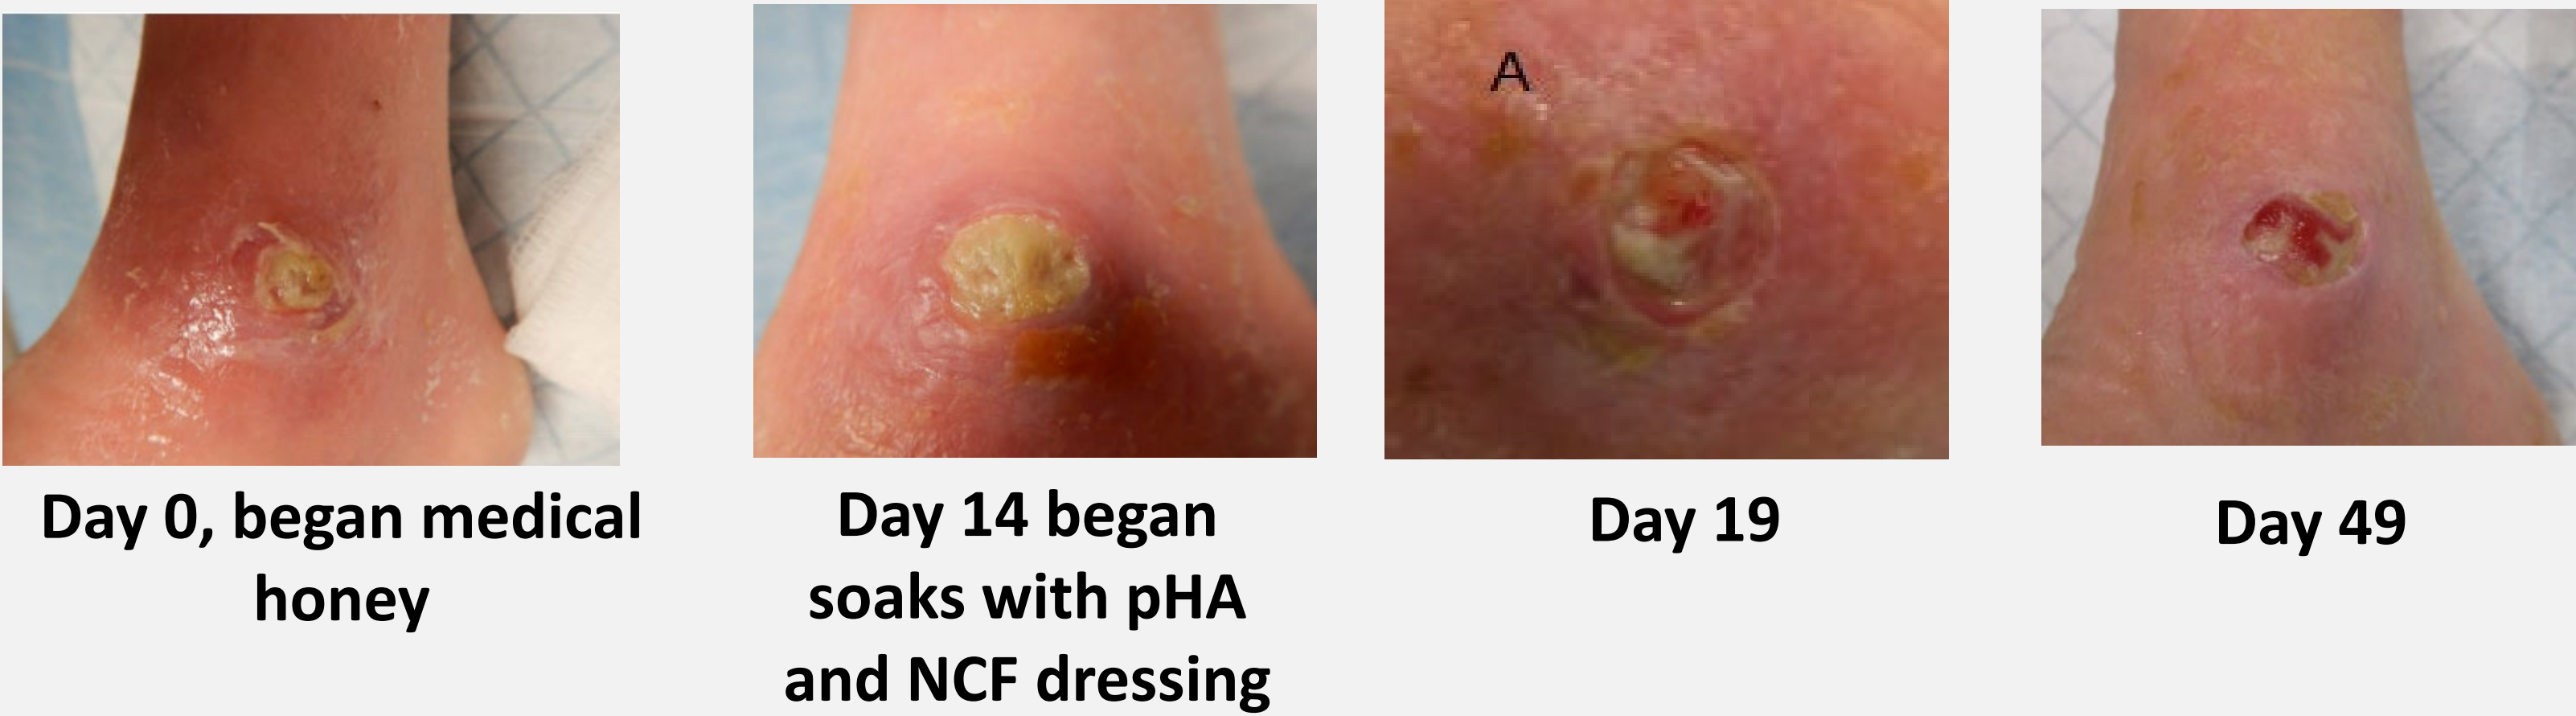 A
Day 0, began medical
honey
Day 14 began
soaks with pHA
and NCF dressing
Day 19
Day 49